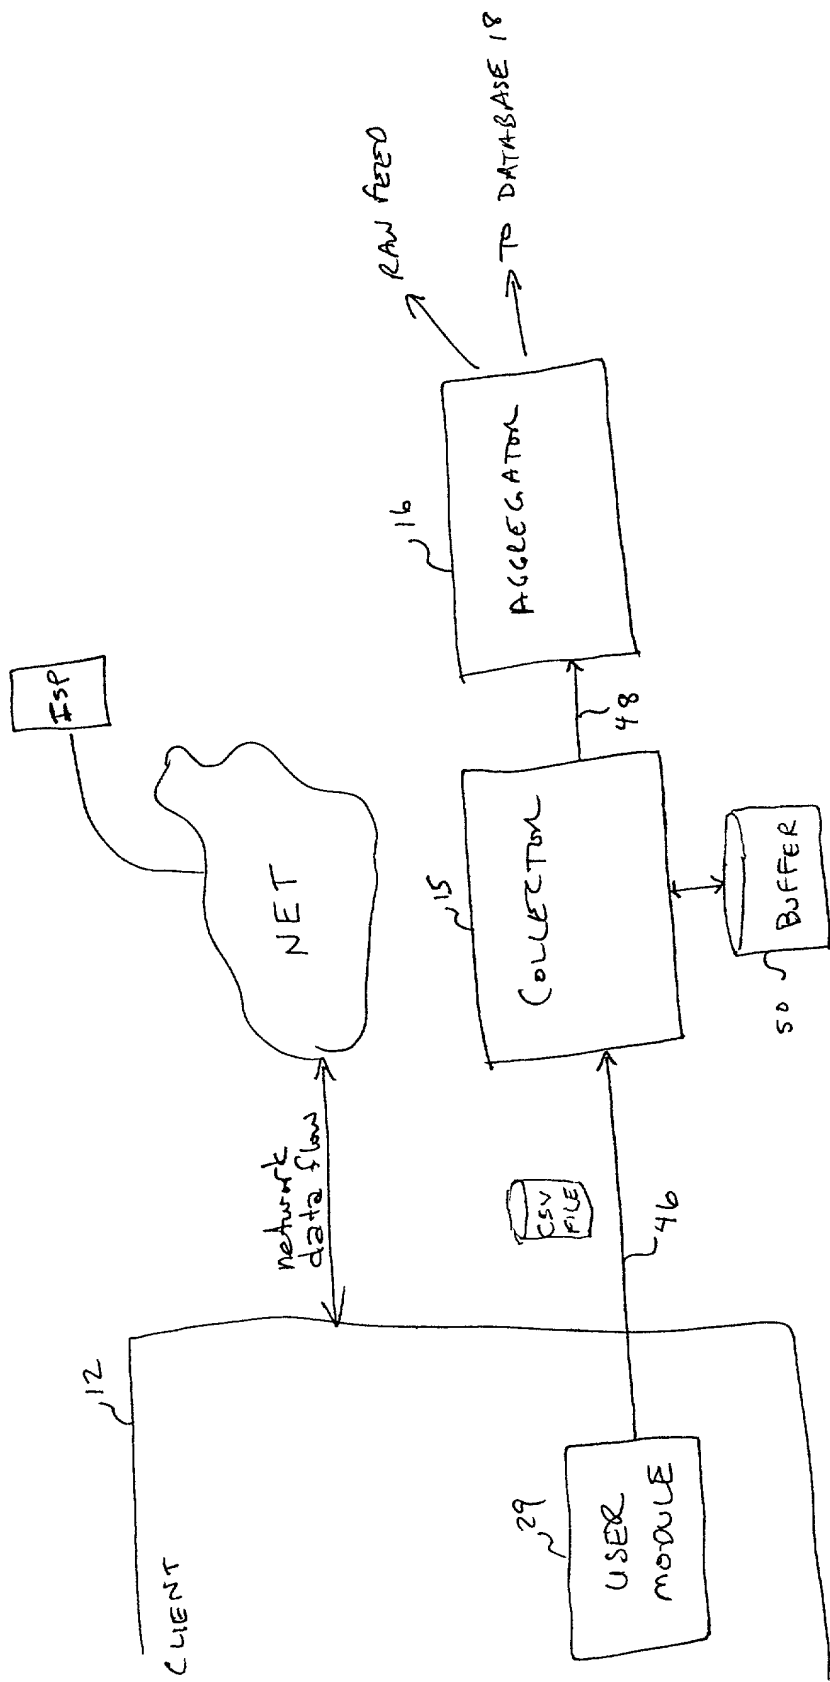 CLIENT
12
29
USER
MODULE
network
data flow
NET
ISP
CSV
FILE
46
15
COLLECTOR
50
BUFFER
48
16
AGGREGATOR
RAW FEED
TO DATABASE 18